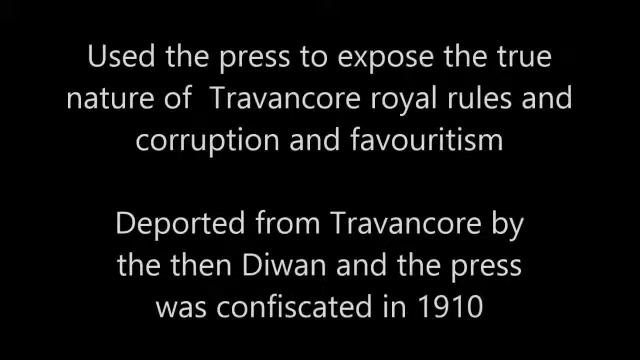 Used the press to expose the true
nature of  Travancore royal rules and
corruption and favouritism
Deported from Travancore by
the then Diwan and the press
was confiscated in 1910